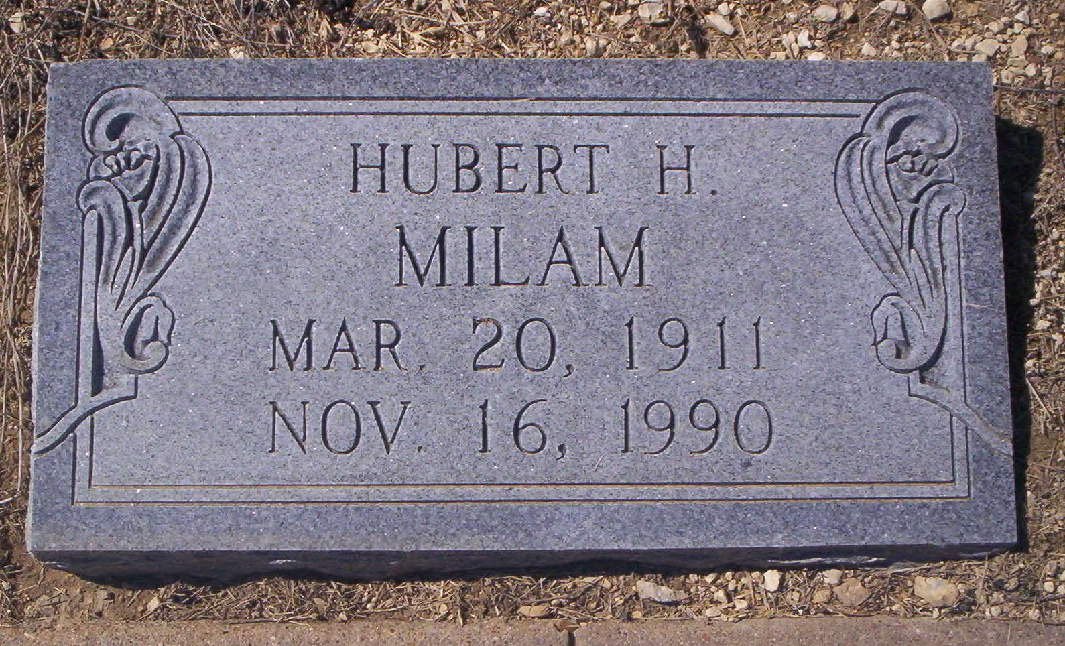 HUBERT H.
MILAM
MAR. 20, 1911
NOV. 16, 1990